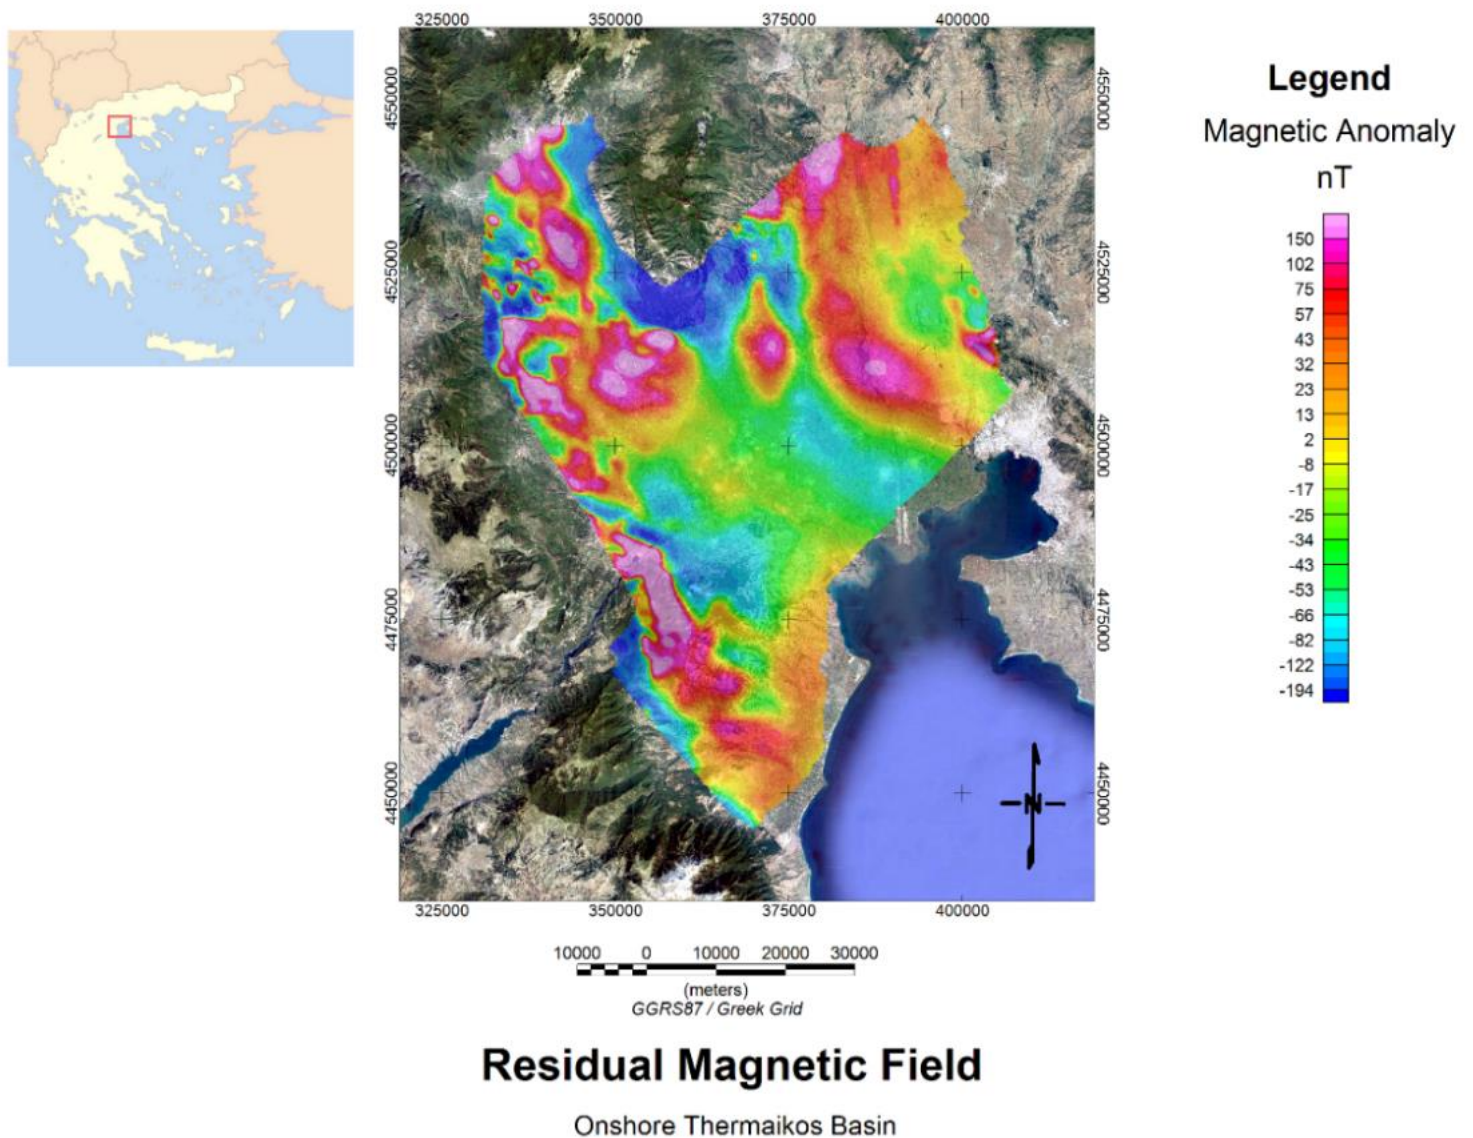 325000 350000 375000 400000
4550000
4525000
4500000
4475000
4450000
4550000
4525000
4500000
4475000
4450000
325000 350000 375000 400000
N
Legend
Magnetic Anomaly
nT
150
102
75
57
43
32
23
13
2
-8
-17
-25
-34
-43
-53
-66
-82
-122
-194
10000 0 10000 20000 30000
(meters)
GGRS87 / Greek Grid
Residual Magnetic Field
Onshore Thermaikos Basin